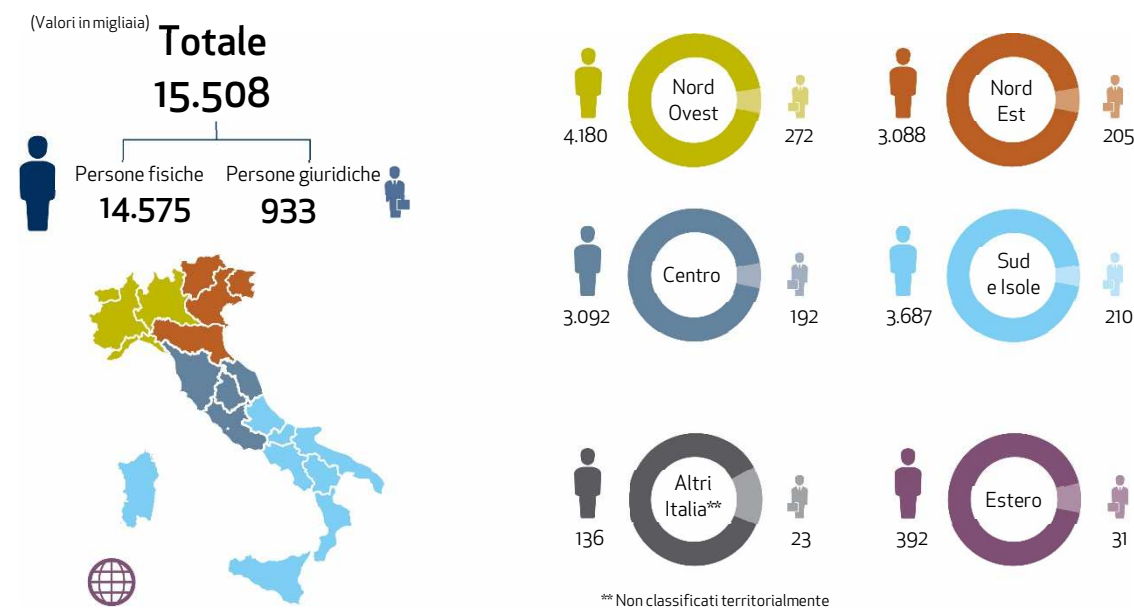 (Valori in migliaia)
Totale
15.508
Persone fisiche
14.575
Persone giuridiche
933
Nord
Ovest
4.180
272
Nord
Est
3.088
205
Centro
3.092
192
Sud
e Isole
3.687
210
Altri
Italia**
136
23
Estero
392
31
** Non classificati territorialmente